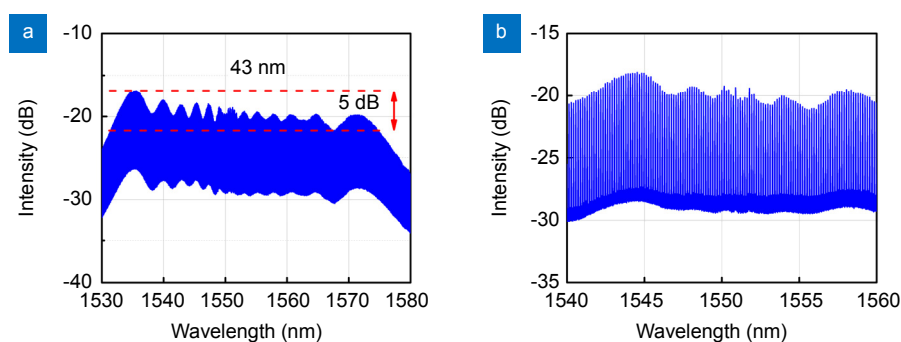 a
-10
-20
-30
-40
Intensity (dB)
43 nm
5 dB
1530 1540 1550 1560 1570 1580
Wavelength (nm)
b
-15
-20
-25
-30
-35
Intensity (dB)
1540 1545 1550 1555 1560
Wavelength (nm)